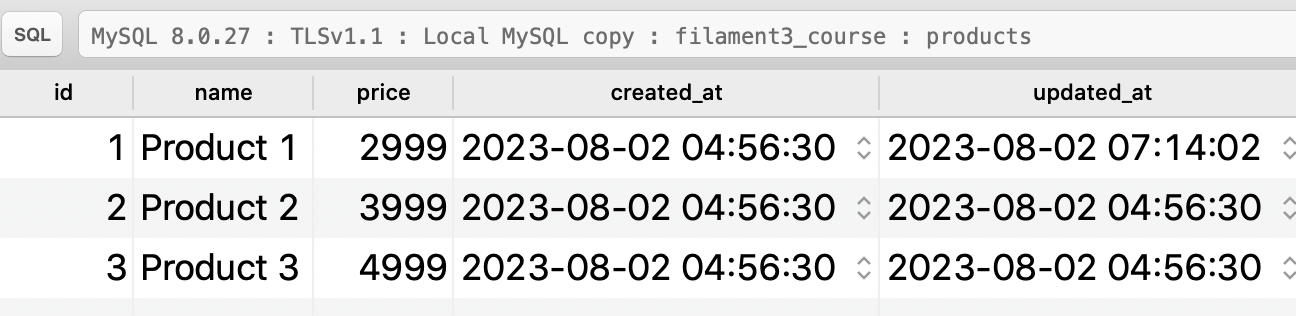 SQL MySQL 8.0.27 : TLSv1.1 : Local MySQL copy : filament3_course : products
id name price created_at updated_at
1 Product 1 2999 2023-08-02 04:56:30 2023-08-02 07:14:02
2 Product 2 3999 2023-08-02 04:56:30 2023-08-02 04:56:30
3 Product 3 4999 2023-08-02 04:56:30 2023-08-02 04:56:30